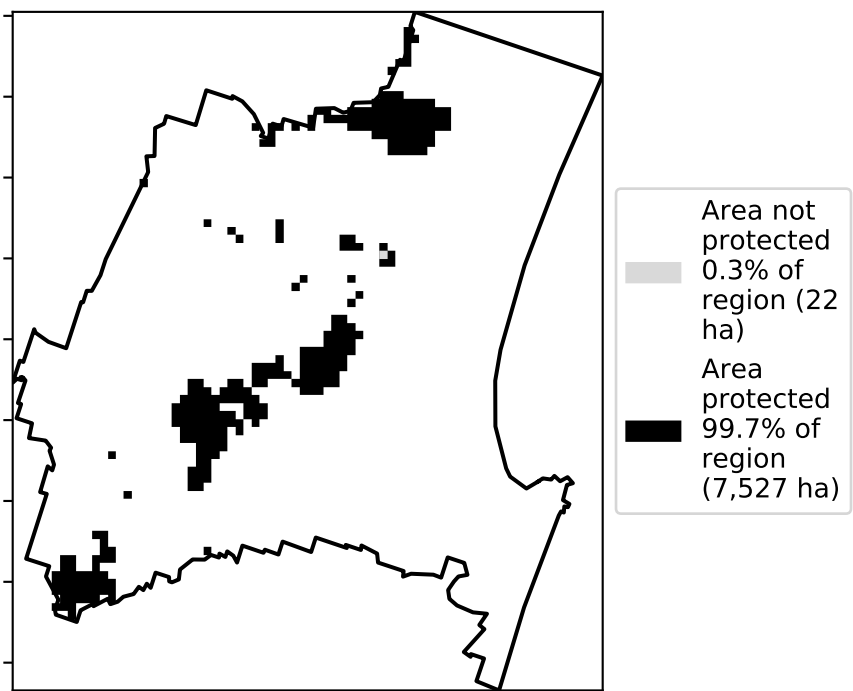 Area not
protected
0.3% of
region (22
ha)
Area
protected
99.7% of
region
(7,527 ha)